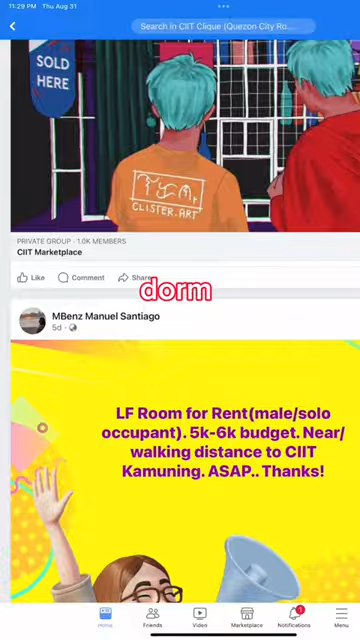 11:29 PM Thu Aug 31
Search in CIIT Clique (Quezon City Ro...
SOLD
HERE
CLISTER.ART
PRIVATE GROUP · 1.0K MEMBERS
CIIT Marketplace
Like Comment Share
dorm
MBenz Manuel Santiago
5d ·
LF Room for Rent(male/solo
occupant). 5k-6k budget. Near/
walking distance to CIIT
Kamuning. ASAP.. Thanks!
1
Home Friends Video Marketplace Notifications Menu